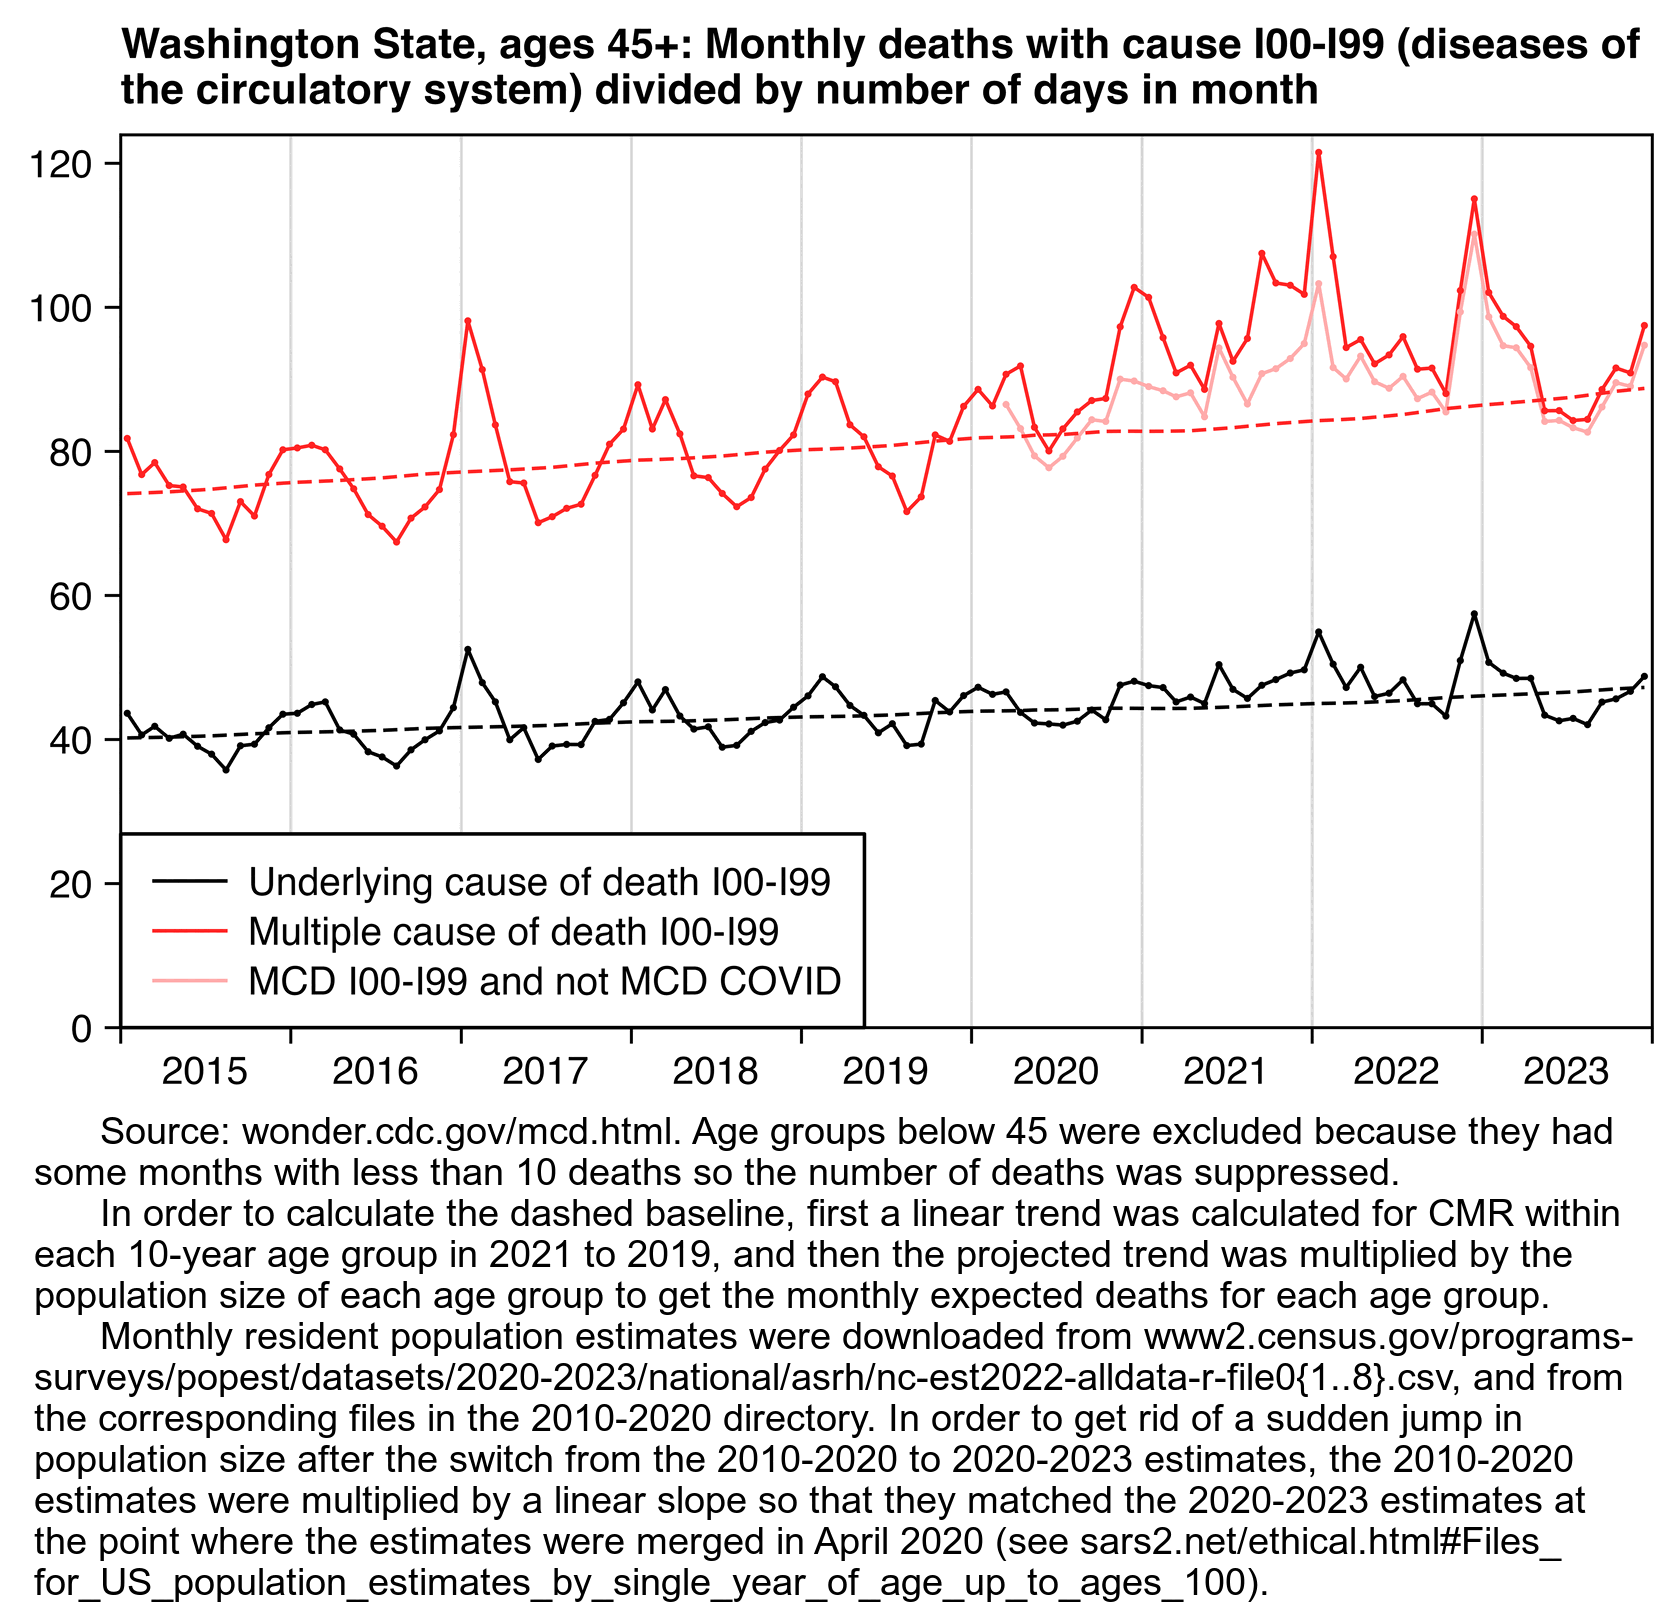 Washington State, ages 45+: Monthly deaths with cause I00-I99 (diseases of
the circulatory system) divided by number of days in month
120
100
80
60
40
20
0
Underlying cause of death I00-I99
Multiple cause of death I00-I99
MCD I00-I99 and not MCD COVID
2015 2016 2017 2018 2019 2020 2021 2022 2023
Source: wonder.cdc.gov/mcd.html. Age groups below 45 were excluded because they had
some months with less than 10 deaths so the number of deaths was suppressed.
In order to calculate the dashed baseline, first a linear trend was calculated for CMR within
each 10-year age group in 2021 to 2019, and then the projected trend was multiplied by the
population size of each age group to get the monthly expected deaths for each age group.
Monthly resident population estimates were downloaded from www2.census.gov/programs-
surveys/popest/datasets/2020-2023/national/asrh/nc-est2022-alldata-r-file0{1..8}.csv, and from
the corresponding files in the 2010-2020 directory. In order to get rid of a sudden jump in
population size after the switch from the 2010-2020 to 2020-2023 estimates, the 2010-2020
estimates were multiplied by a linear slope so that they matched the 2020-2023 estimates at
the point where the estimates were merged in April 2020 (see sars2.net/ethical.html#Files_
for_US_population_estimates_by_single_year_of_age_up_to_ages_100).